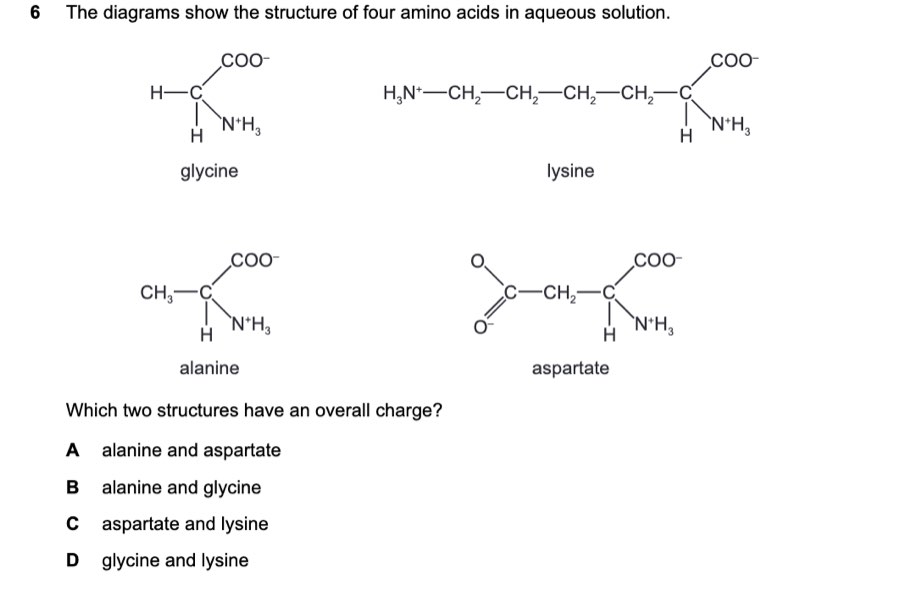 6 The diagrams show the structure of four amino acids in aqueous solution.
COO⁻
H—C
H N⁺H₃
glycine
COO⁻
H₃N⁺—CH₂—CH₂—CH₂—CH₂—C
H N⁺H₃
lysine
COO⁻
CH₃—C
H N⁺H₃
alanine
O COO⁻
C—CH₂—C
O⁻ H N⁺H₃
aspartate
Which two structures have an overall charge?
A alanine and aspartate
B alanine and glycine
C aspartate and lysine
D glycine and lysine